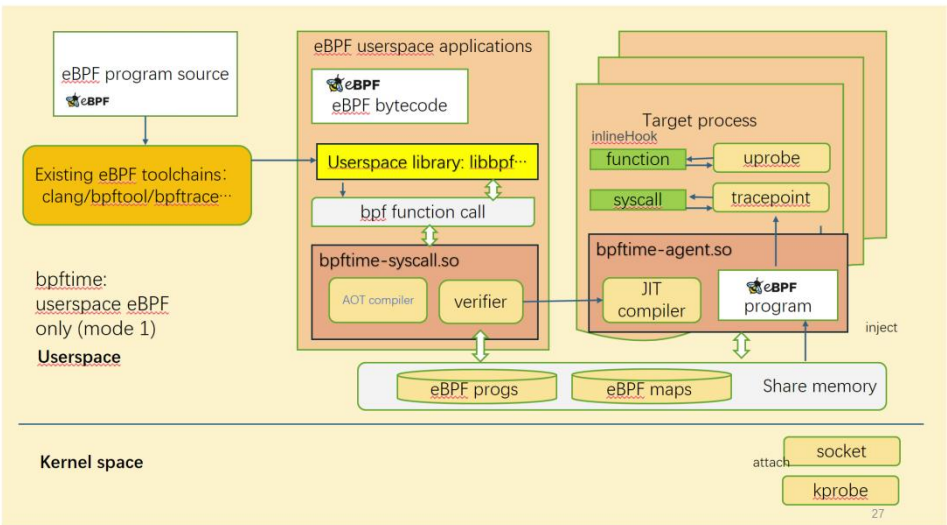 eBPF program source
eBPF
Existing eBPF toolchains:
clang/bpftool/bpftrace…
bpftime:
userspace eBPF
only (mode 1)
Userspace
eBPF userspace applications
eBPF
eBPF bytecode
Userspace library: libbpf…
bpf function call
bpftime-syscall.so
AOT compiler
verifier
Target process
inlineHook
function
uprobe
syscall
tracepoint
bpftime-agent.so
JIT
compiler
eBPF
program
inject
eBPF progs
eBPF maps
Share memory
Kernel space
attach
socket
kprobe
27